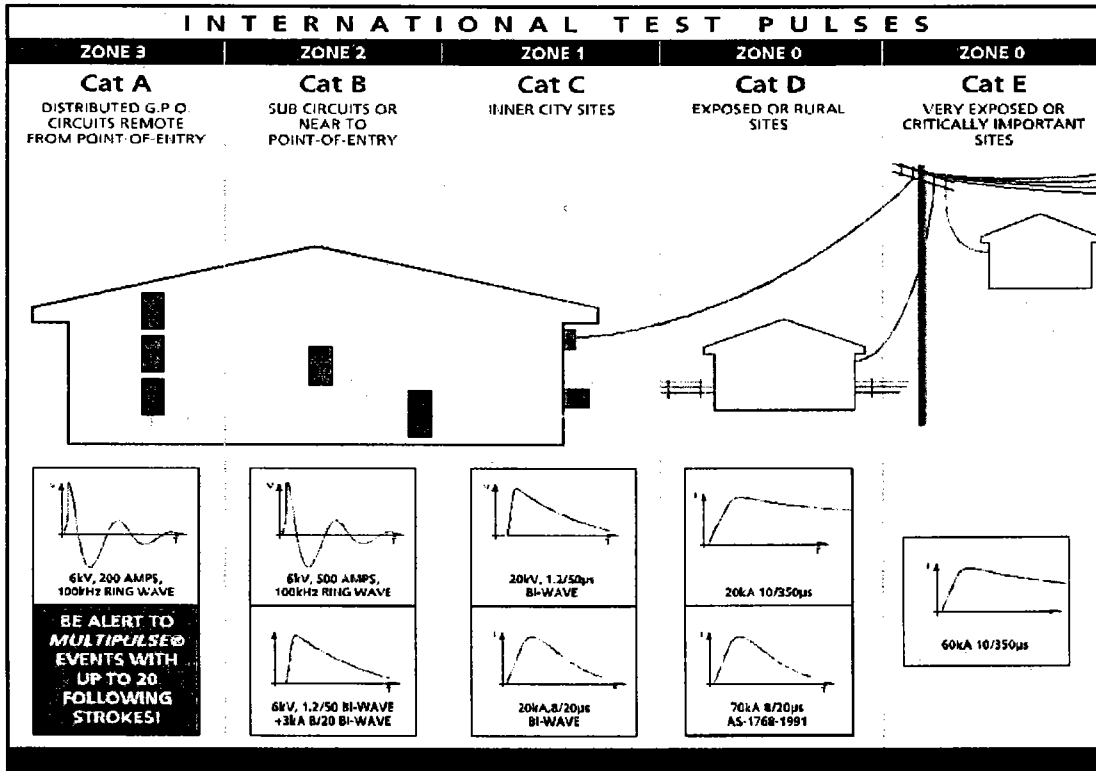 INTERNATIONAL TEST PULSES
ZONE 3
ZONE 2
ZONE 1
ZONE 0
ZONE 0
Cat A
DISTRIBUTED G.P.O.
CIRCUITS REMOTE
FROM POINT-OF-ENTRY
Cat B
SUB CIRCUITS OR
NEAR TO
POINT-OF-ENTRY
Cat C
INNER CITY SITES
Cat D
EXPOSED OR RURAL
SITES
Cat E
VERY EXPOSED OR
CRITICALLY IMPORTANT
SITES
V
T
6kV, 200 AMPS,
100kHz RING WAVE
BE ALERT TO
MULTIPULSE®
EVENTS WITH
UP TO 20
FOLLOWING
STROKES!
V
T
6kV, 500 AMPS,
100kHz RING WAVE
T
6kV, 1.2/50 BI-WAVE
+3kA 8/20 BI-WAVE
V
T
20kV, 1.2/50µs
BI-WAVE
I
T
20kA,8/20µs
BI-WAVE
I
T
20kA 10/350µs
I
T
70kA 8/20µs
AS-1768-1991
I
T
60kA 10/350µs